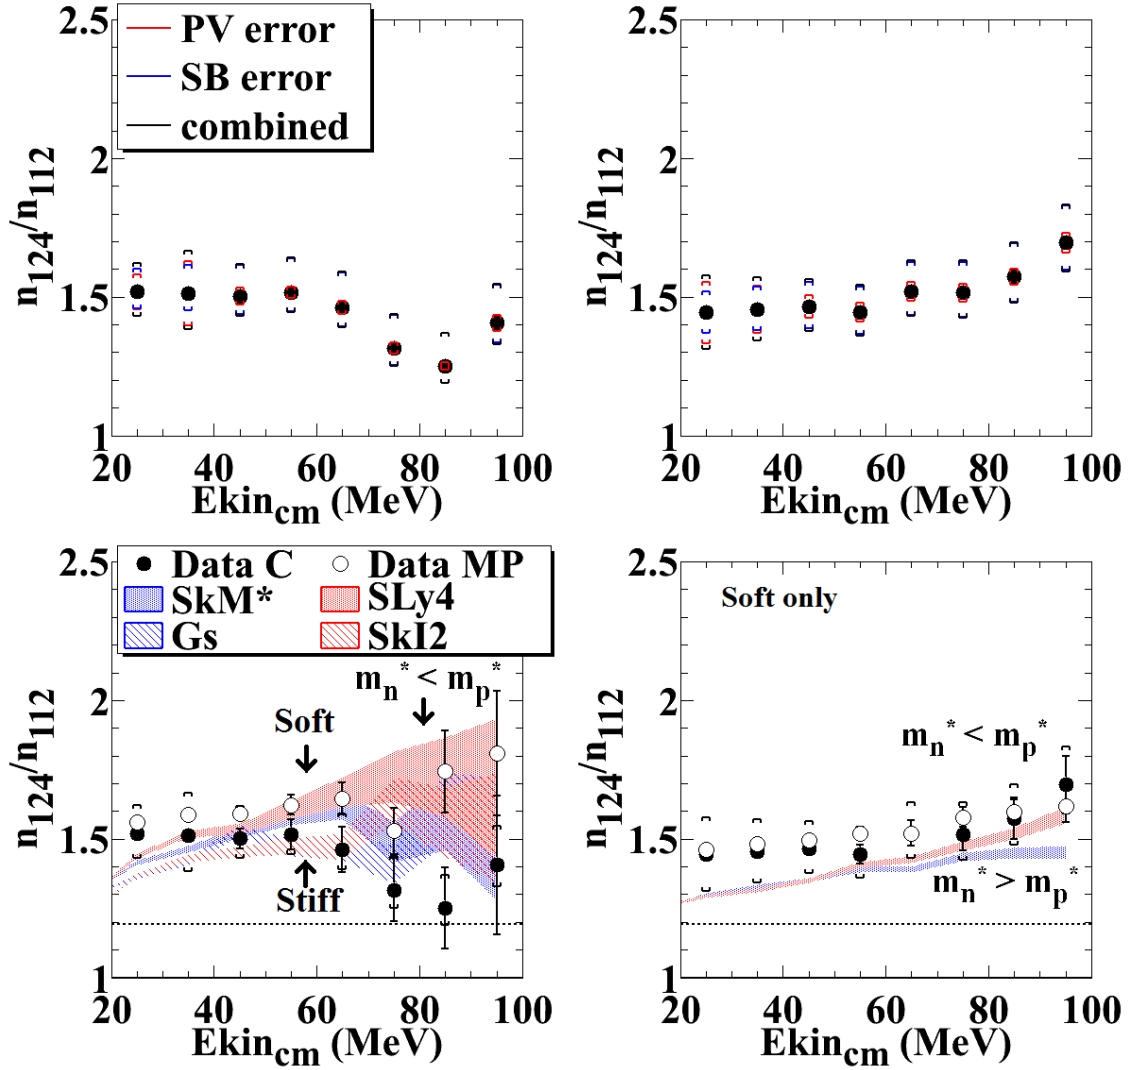 PV error
SB error
combined
n124/n112
2.5
2
1.5
1
20 40 60 80 100
Ekincm (MeV)
n124/n112
2.5
2
1.5
1
20 40 60 80 100
Ekincm (MeV)
Data C Data MP
SkM* SLy4
Gs SkI2
mn* < mp*
Soft
Stiff
n124/n112
2.5
2
1.5
1
20 40 60 80 100
Ekincm (MeV)
Soft only
mn* < mp*
mn* > mp*
n124/n112
2.5
2
1.5
1
20 40 60 80 100
Ekincm (MeV)